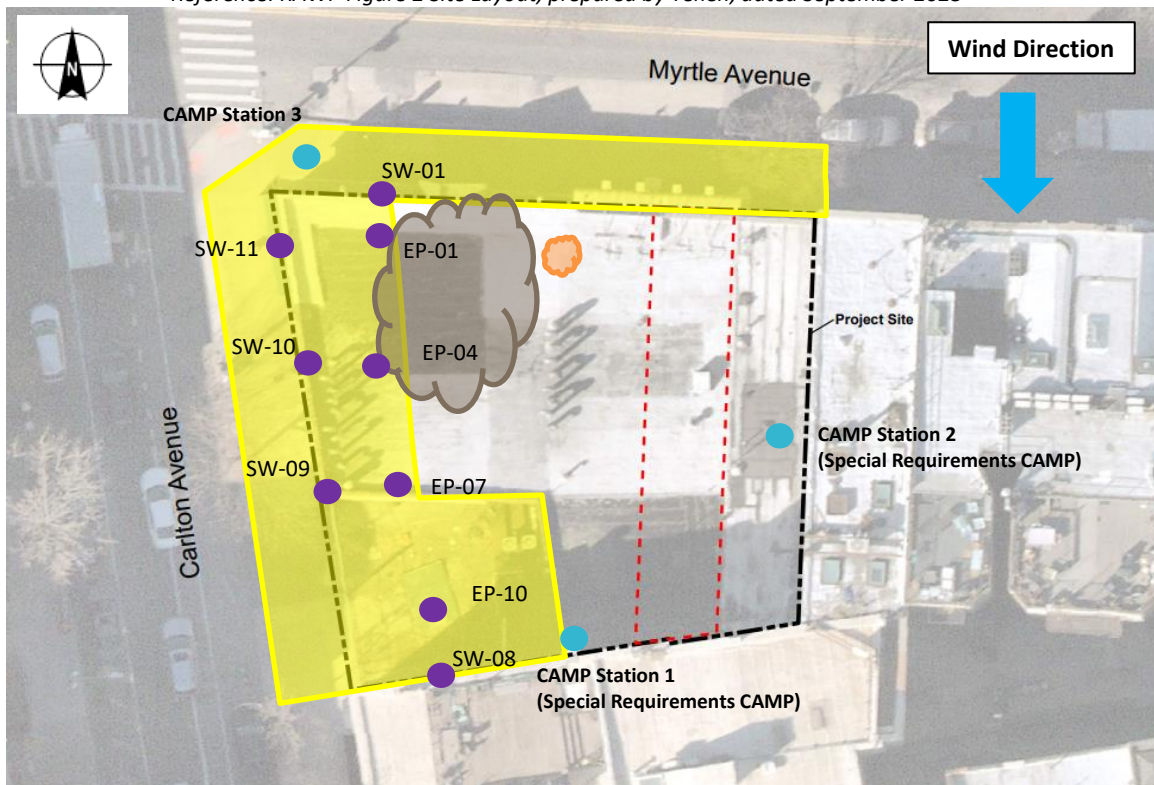 Wind Direction
Myrtle Avenue
N
CAMP Station 3
SW-01
SW-11
EP-01
Project Site
SW-10
EP-04
CAMP Station 2
(Special Requirements CAMP)
SW-09
EP-07
Carlton Avenue
EP-10
SW-08
CAMP Station 1
(Special Requirements CAMP)